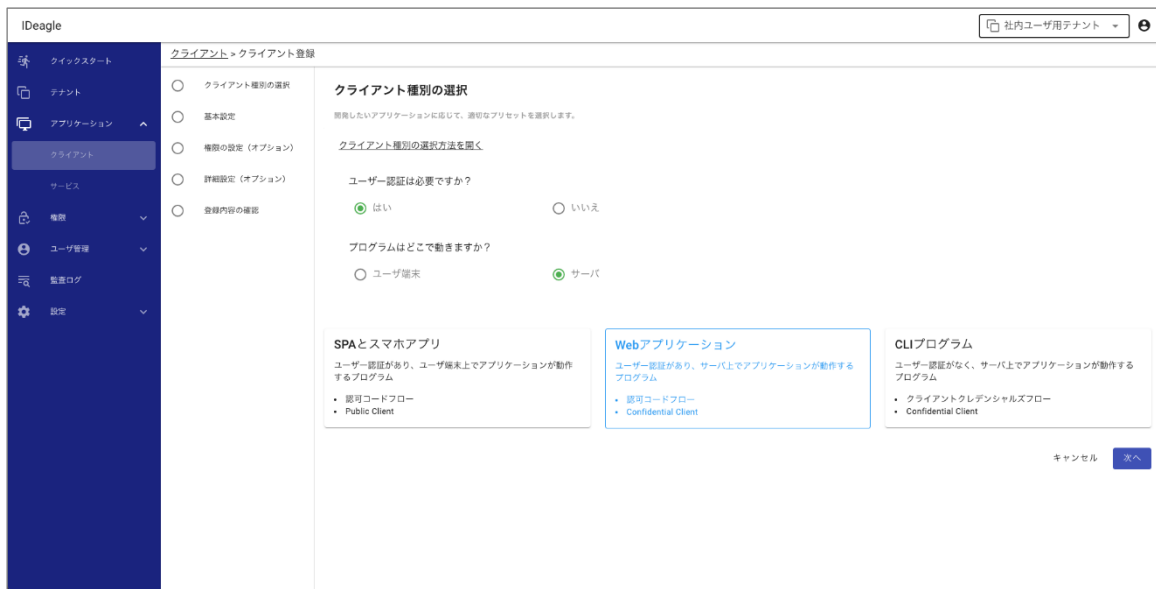 IDeagle
社内ユーザ用テナント
クイックスタート
テナント
アプリケーション
クライアント
サービス
権限
ユーザ管理
監査ログ
設定
クライアント > クライアント登録
クライアント種別の選択
基本設定
権限の設定（オプション）
詳細設定（オプション）
登録内容の確認
クライアント種別の選択
開発したいアプリケーションに応じて、適切なプリセットを選択します。
クライアント種別の選択方法を開く
ユーザー認証は必要ですか？
はい
いいえ
プログラムはどこで動きますか？
ユーザ端末
サーバ
SPAとスマホアプリ
ユーザー認証があり、ユーザ端末上でアプリケーションが動作
するプログラム
• 認可コードフロー
• Public Client
Webアプリケーション
ユーザー認証があり、サーバ上でアプリケーションが動作する
プログラム
• 認可コードフロー
• Confidential Client
CLIプログラム
ユーザー認証がなく、サーバ上でアプリケーションが動作する
プログラム
• クライアントクレデンシャルズフロー
• Confidential Client
キャンセル
次へ